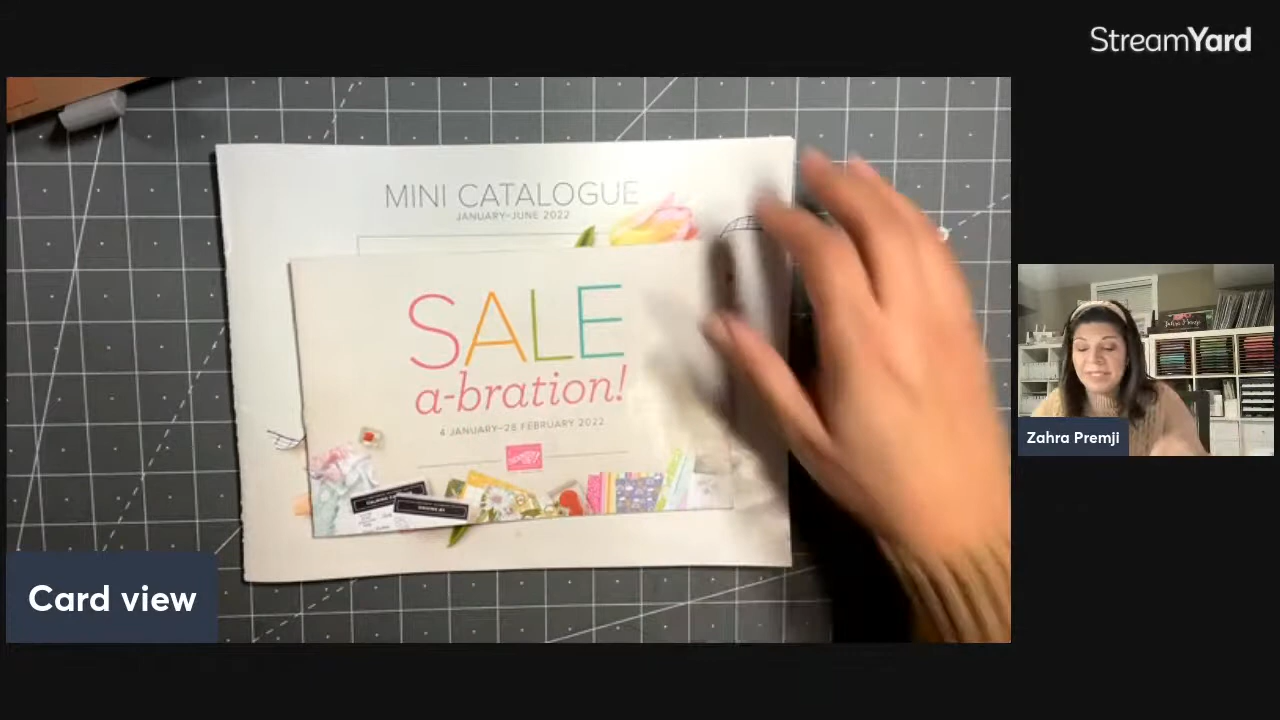 StreamYard
MINI CATALOGUE
JANUARY–JUNE 2022
SALE
a-bration!
4 JANUARY–28 FEBRUARY 2022
Zahra Premji
Card view